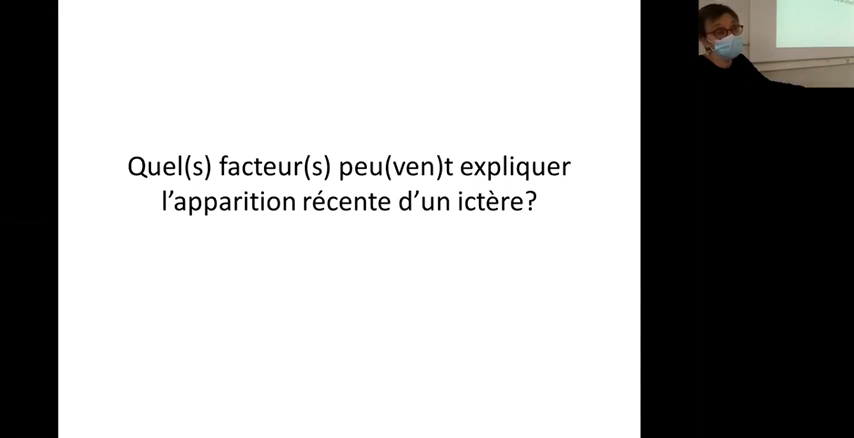 Quel(s) facteur(s) peu(ven)t expliquer
l’apparition récente d’un ictère?